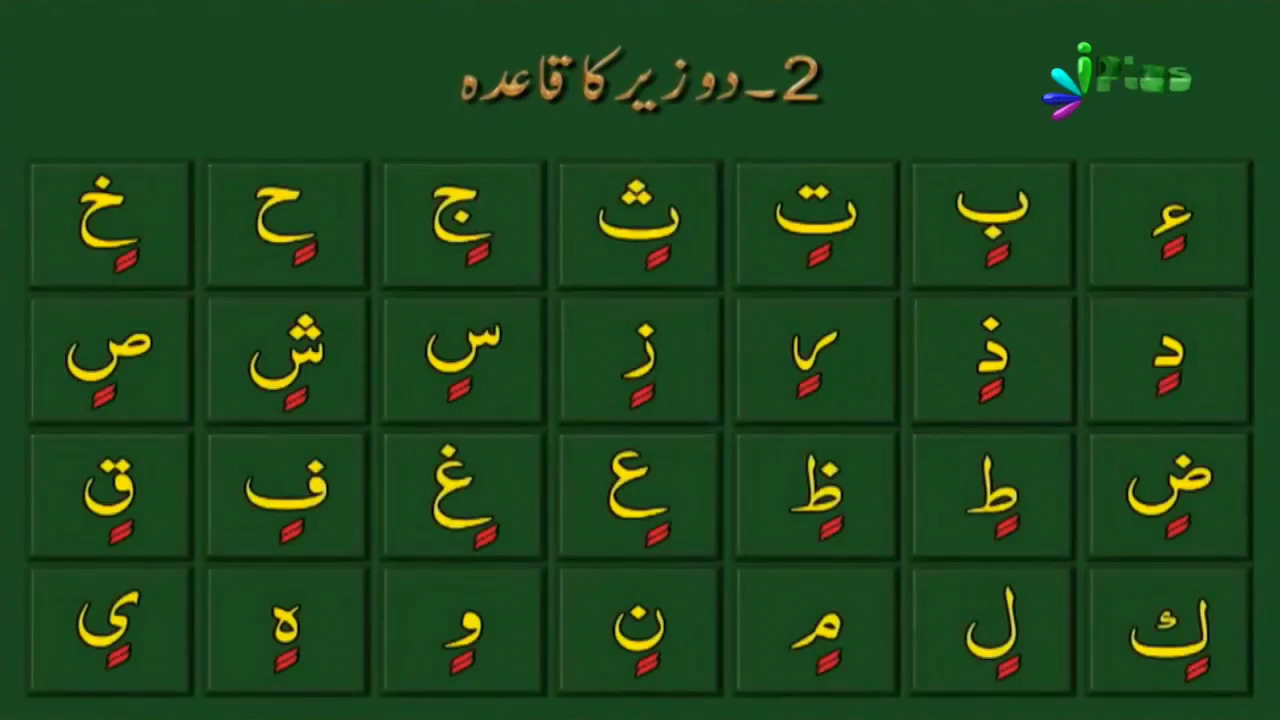 2۔دو زیر کا قاعدہ
iPlus
ءٍ بٍ تٍ ثٍ جٍ حٍ خٍ
دٍ ذٍ رٍ زٍ سٍ شٍ صٍ
ضٍ طٍ ظٍ عٍ غٍ فٍ قٍ
كٍ لٍ مٍ نٍ وٍ هٍ یٍ